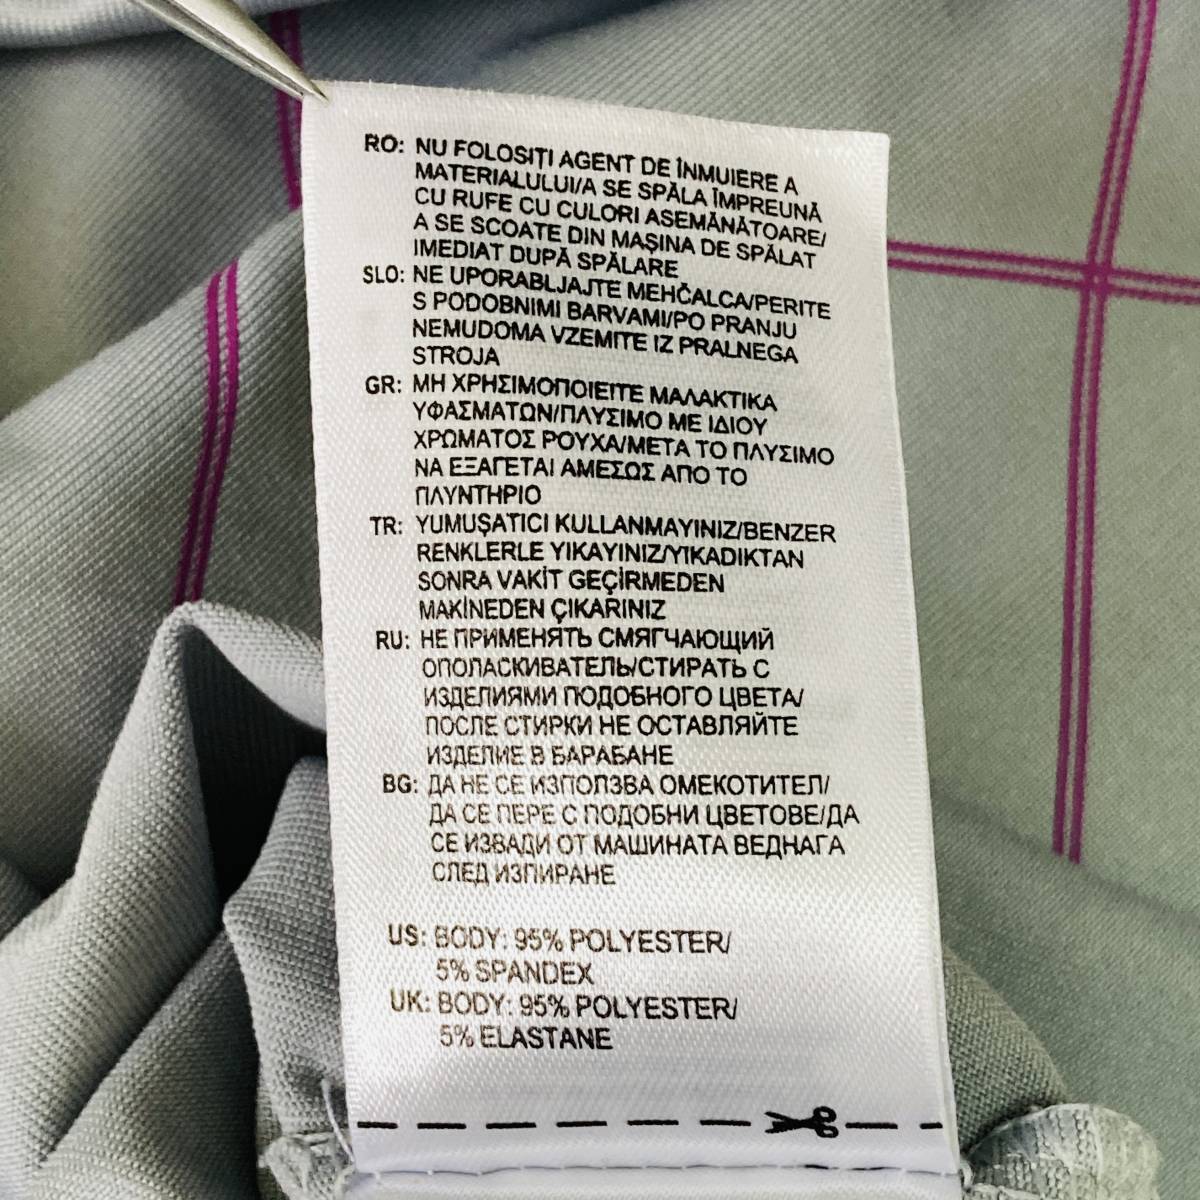 RO: NU FOLOSIȚI AGENT DE ÎNMUIERE A
MATERIALULUI/A SE SPĂLA ÎMPREUNĂ
CU RUFE CU CULORI ASEMĂNĂTOARE/
A SE SCOATE DIN MAȘINA DE SPĂLAT
IMEDIAT DUPĂ SPĂLARE
SLO: NE UPORABLJAJTE MEHČALCA/PERITE
S PODOBNIMI BARVAMI/PO PRANJU
NEMUDOMA VZEMITE IZ PRALNEGA
STROJA
GR: ΜΗ ΧΡΗΣΙΜΟΠΟΙΕΙΤΕ ΜΑΛΑΚΤΙΚΑ
ΥΦΑΣΜΑΤΩΝ/ΠΛΥΣΙΜΟ ΜΕ ΙΔΙΟΥ
ΧΡΩΜΑΤΟΣ ΡΟΥΧΑ/ΜΕΤΑ ΤΟ ΠΛΥΣΙΜΟ
ΝΑ ΕΞΑΓΕΤΑΙ ΑΜΕΣΩΣ ΑΠΟ ΤΟ
ΠΛΥΝΤΗΡΙΟ
TR: YUMUŞATICI KULLANMAYINIZ/BENZER
RENKLERLE YIKAYINIZ/YIKADIKTAN
SONRA VAKİT GEÇİRMEDEN
MAKİNEDEN ÇIKARINIZ
RU: НЕ ПРИМЕНЯТЬ СМЯГЧАЮЩИЙ
ОПОЛАСКИВАТЕЛЬ/СТИРАТЬ С
ИЗДЕЛИЯМИ ПОДОБНОГО ЦВЕТА/
ПОСЛЕ СТИРКИ НЕ ОСТАВЛЯЙТЕ
ИЗДЕЛИЕ В БАРАБАНЕ
BG: ДА НЕ СЕ ИЗПОЛЗВА ОМЕКОТИТЕЛ/
ДА СЕ ПЕРЕ С ПОДОБНИ ЦВЕТОВЕ/ДА
СЕ ИЗВАДИ ОТ МАШИНАТА ВЕДНАГА
СЛЕД ИЗПИРАНЕ
US: BODY: 95% POLYESTER/
5% SPANDEX
UK: BODY: 95% POLYESTER/
5% ELASTANE